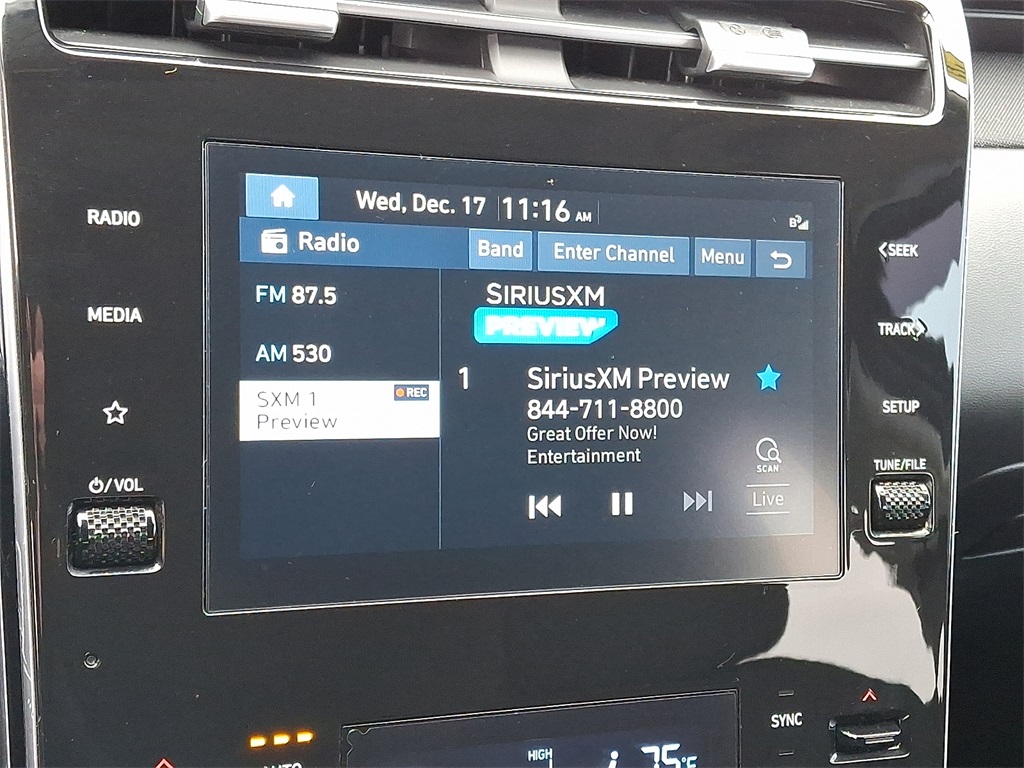 Wed, Dec. 17 11:16 AM
Radio Band Enter Channel Menu
RADIO
MEDIA
/VOL
FM 87.5
AM 530
SXM 1 REC
Preview
SIRIUSXM
PREVIEW
1 SiriusXM Preview
844-711-8800
Great Offer Now!
Entertainment
SCAN
Live
SEEK
TRACK
SETUP
TUNE/FILE
SYNC
AUTO
HIGH
75°F